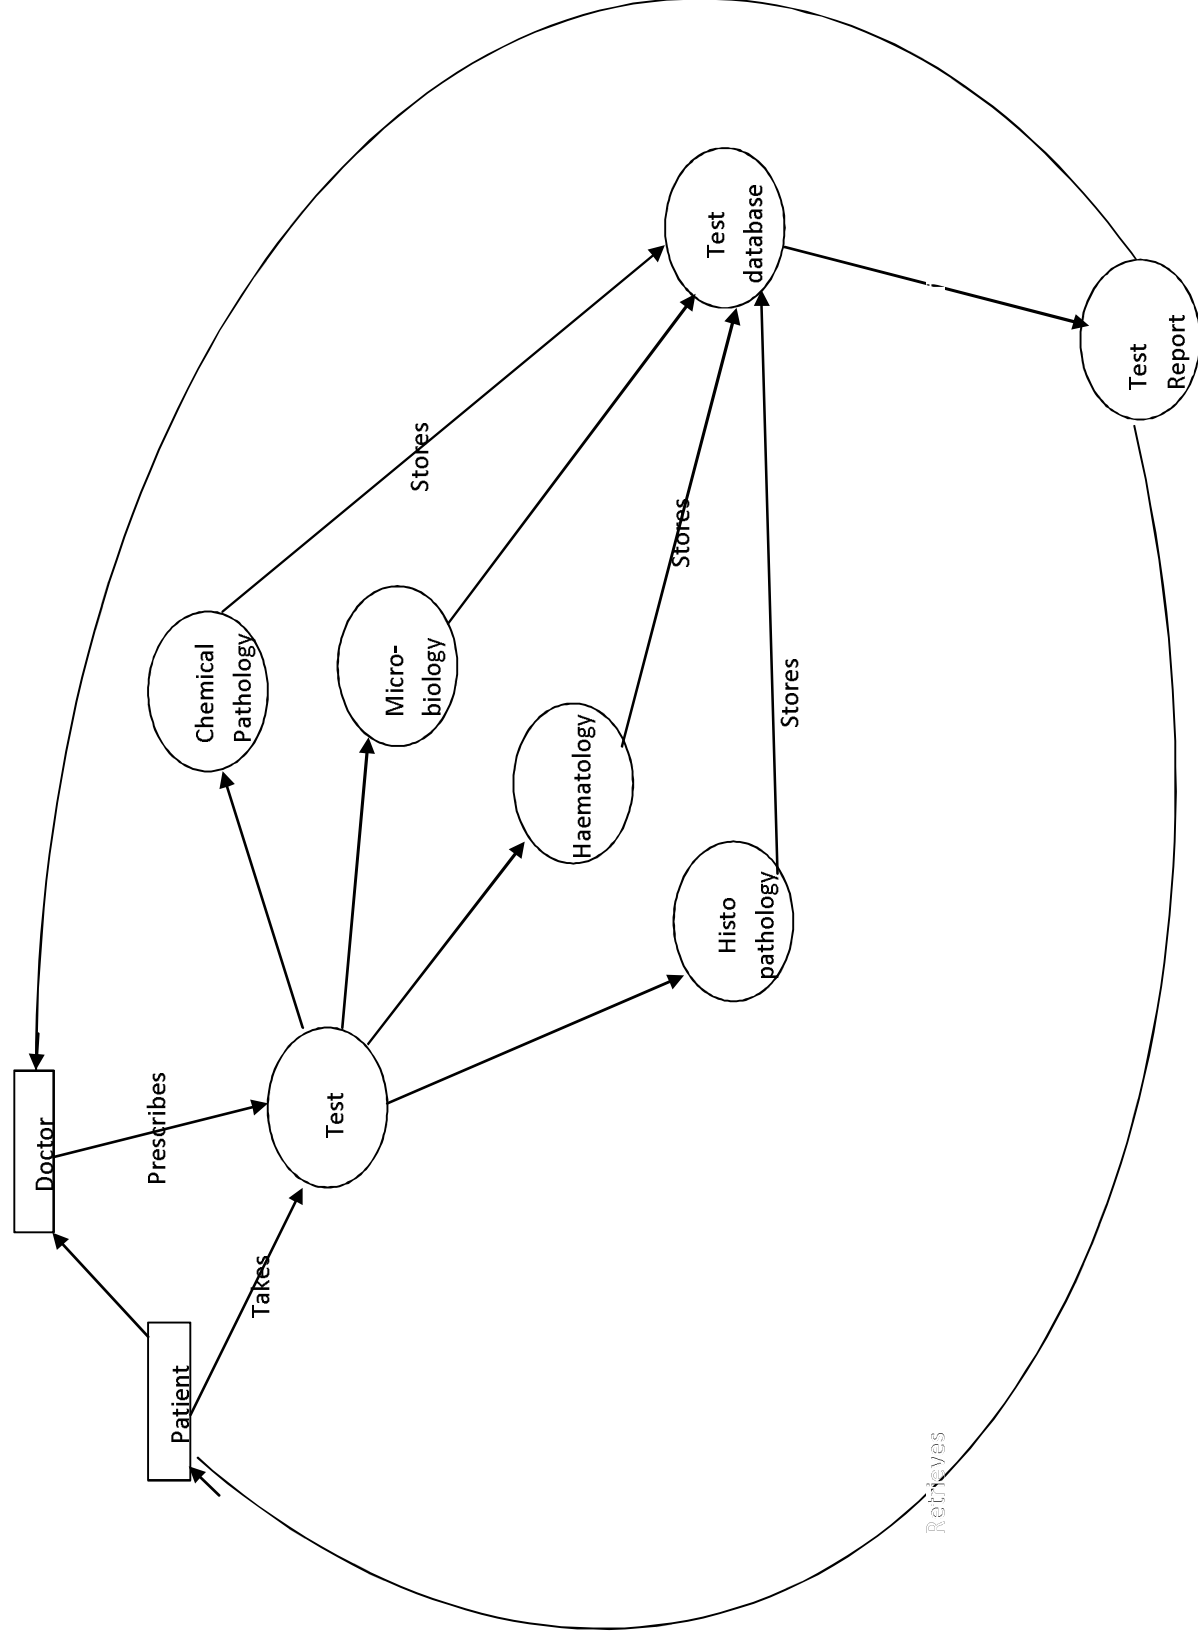 Doctor
Patient
Prescribes
Takes
Test
Chemical
Pathology
Micro-
biology
Haematology
Histo
pathology
Stores
Stores
Stores
Test
database
Test
Report
Retrieves